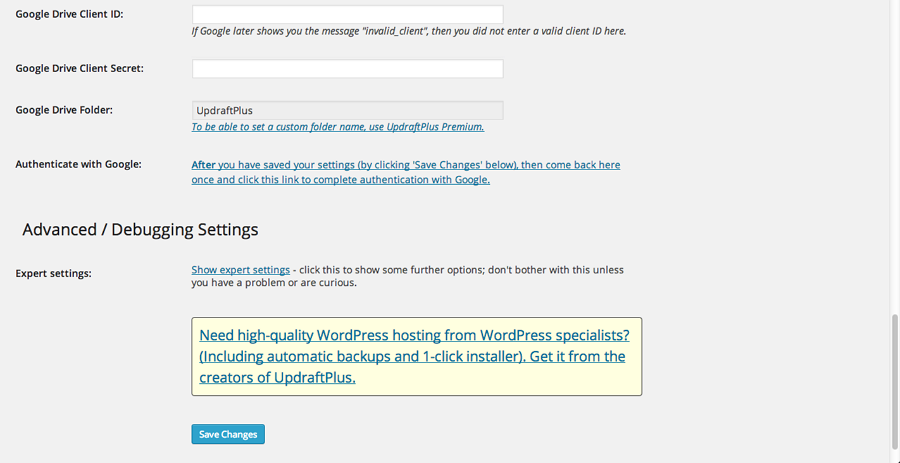 Google Drive Client ID:
If Google later shows you the message "invalid_client", then you did not enter a valid client ID here.
Google Drive Client Secret:
Google Drive Folder:
UpdraftPlus
To be able to set a custom folder name, use UpdraftPlus Premium.
Authenticate with Google:
After you have saved your settings (by clicking 'Save Changes' below), then come back here
once and click this link to complete authentication with Google.
Advanced / Debugging Settings
Expert settings:
Show expert settings - click this to show some further options; don't bother with this unless
you have a problem or are curious.
Need high-quality WordPress hosting from WordPress specialists?
(Including automatic backups and 1-click installer). Get it from the
creators of UpdraftPlus.
Save Changes